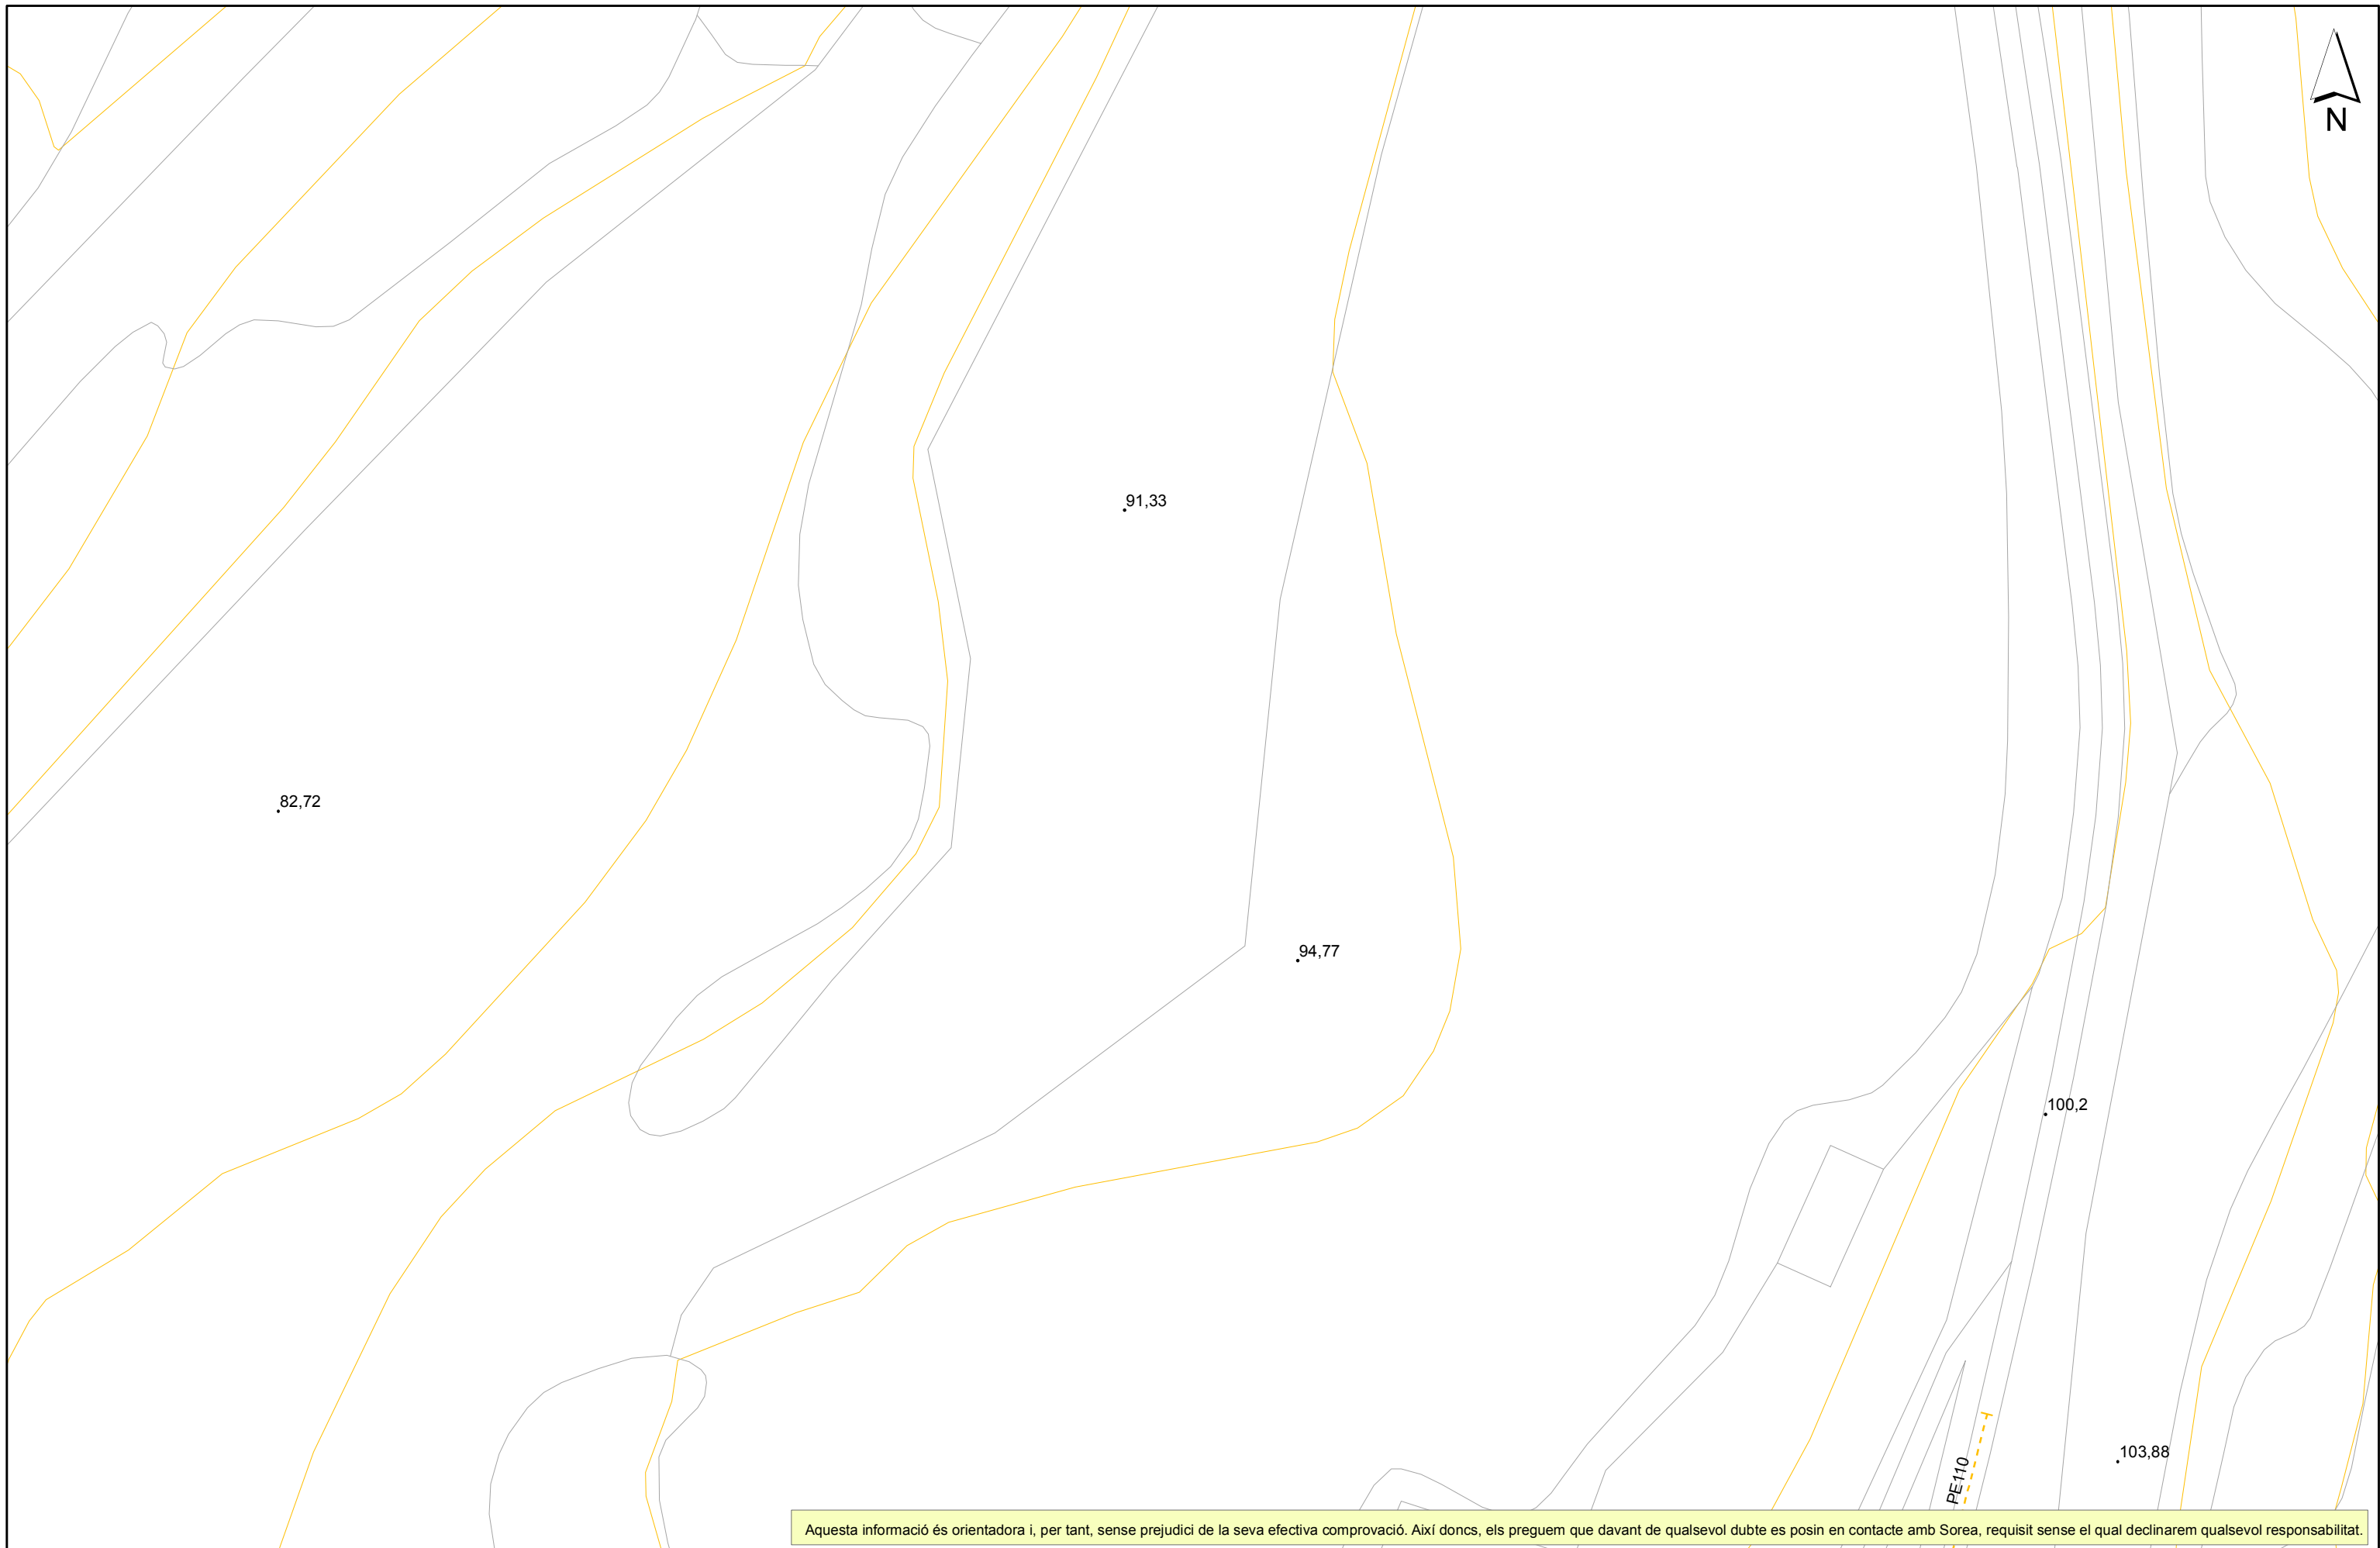 N
91,33
82,72
94,77
100,2
103,88
PE110
Aquesta informació és orientadora i, per tant, sense prejudici de la seva efectiva comprovació. Així doncs, els preguem que davant de qualsevol dubte es posin en contacte amb Sorea, requisit sense el qual declinarem qualsevol responsabilitat.